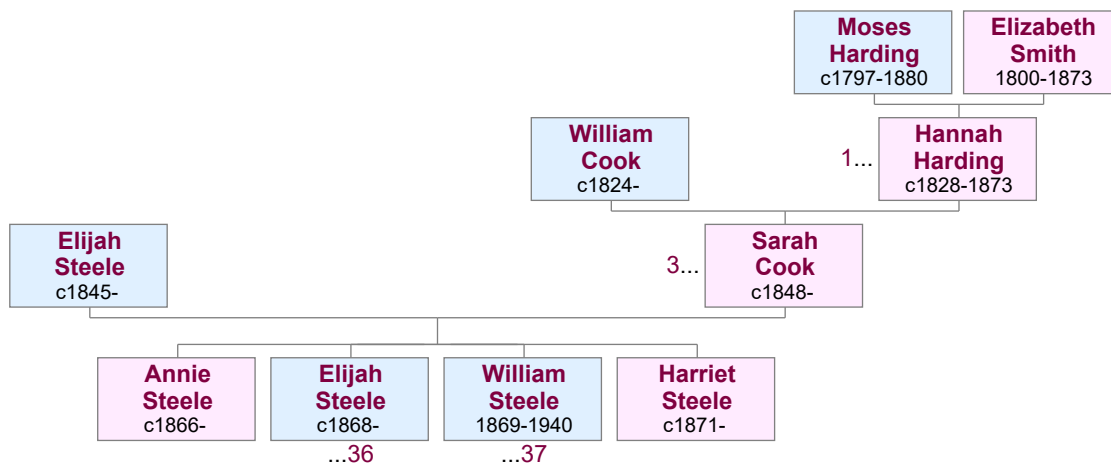 Moses
Harding
c1797-1880
Elizabeth
Smith
1800-1873
William
Cook
c1824-
1...
Hannah
Harding
c1828-1873
Elijah
Steele
c1845-
3...
Sarah
Cook
c1848-
Annie
Steele
c1866-
Elijah
Steele
c1868-
...36
William
Steele
1869-1940
...37
Harriet
Steele
c1871-